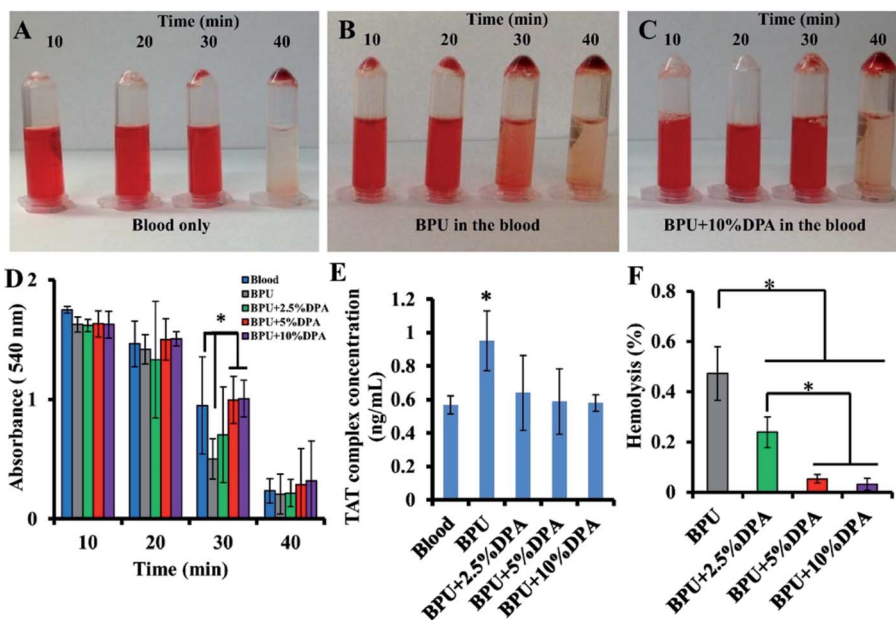 A
Time (min)
10 20 30 40
Blood only
B
Time (min)
10 20 30 40
BPU in the blood
C
Time (min)
10 20 30 40
BPU+10%DPA in the blood
D
Absorbance ( 540 nm)
2
1
0
Blood
BPU
BPU+2.5%DPA
BPU+5%DPA
BPU+10%DPA
*
10 20 30 40
Time (min)
E
TAT complex concentration
(ng/mL)
1.2
1
0.8
0.6
0.4
0.2
0
*
Blood
BPU
BPU+2.5%DPA
BPU+5%DPA
BPU+10%DPA
F
Hemolysis (%)
0.8
0.6
0.4
0.2
0.0
*
*
BPU
BPU+2.5%DPA
BPU+5%DPA
BPU+10%DPA